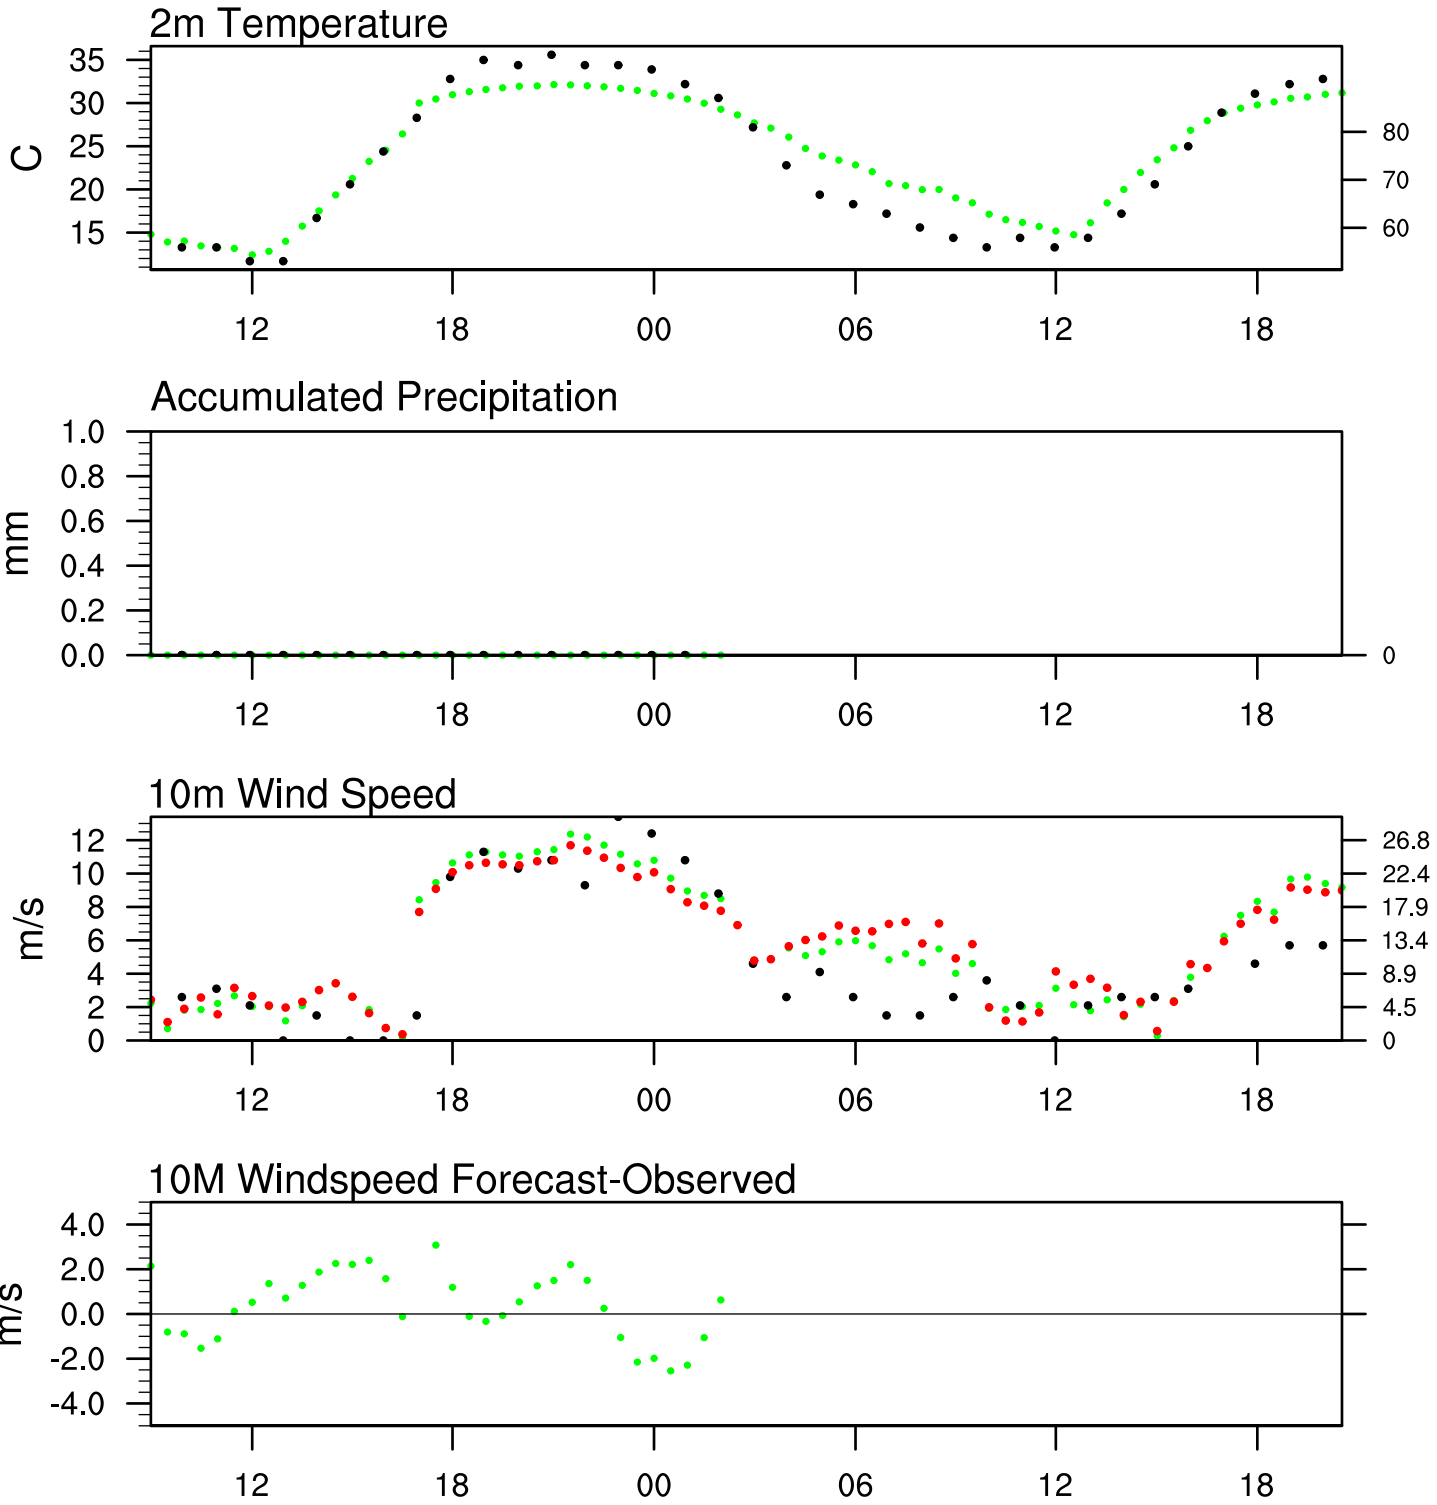 2m Temperature
35
30
25
20
15
C
80
70
60
12 18 00 06 12 18
Accumulated Precipitation
1.0
0.8
0.6
0.4
0.2
0.0
mm
0
12 18 00 06 12 18
10m Wind Speed
12
10
8
6
4
2
0
m/s
26.8
22.4
17.9
13.4
8.9
4.5
0
12 18 00 06 12 18
10M Windspeed Forecast-Observed
4.0
2.0
0.0
-2.0
-4.0
m/s
12 18 00 06 12 18